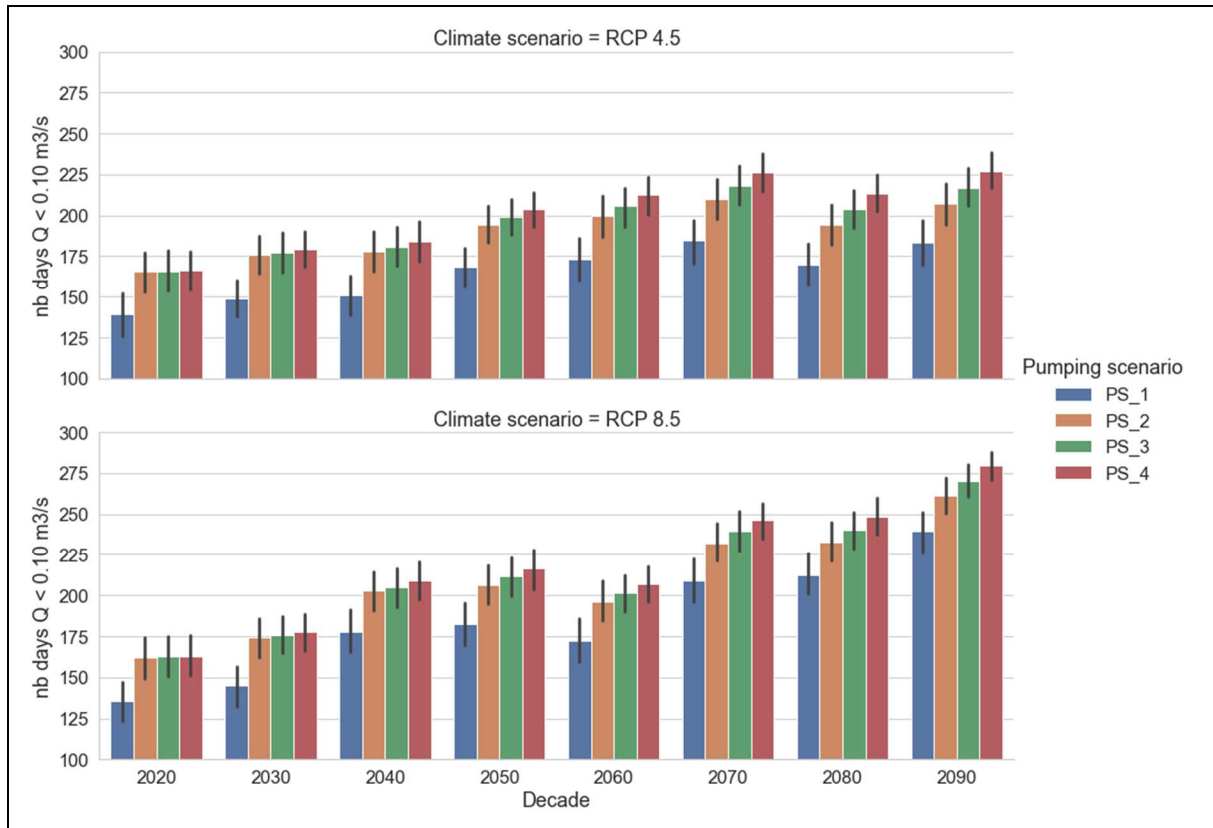 Climate scenario = RCP 4.5
nb days Q < 0.10 m3/s
300
275
250
225
200
175
150
125
100
Climate scenario = RCP 8.5
nb days Q < 0.10 m3/s
300
275
250
225
200
175
150
125
100
2020 2030 2040 2050 2060 2070 2080 2090
Decade
Pumping scenario
PS_1
PS_2
PS_3
PS_4